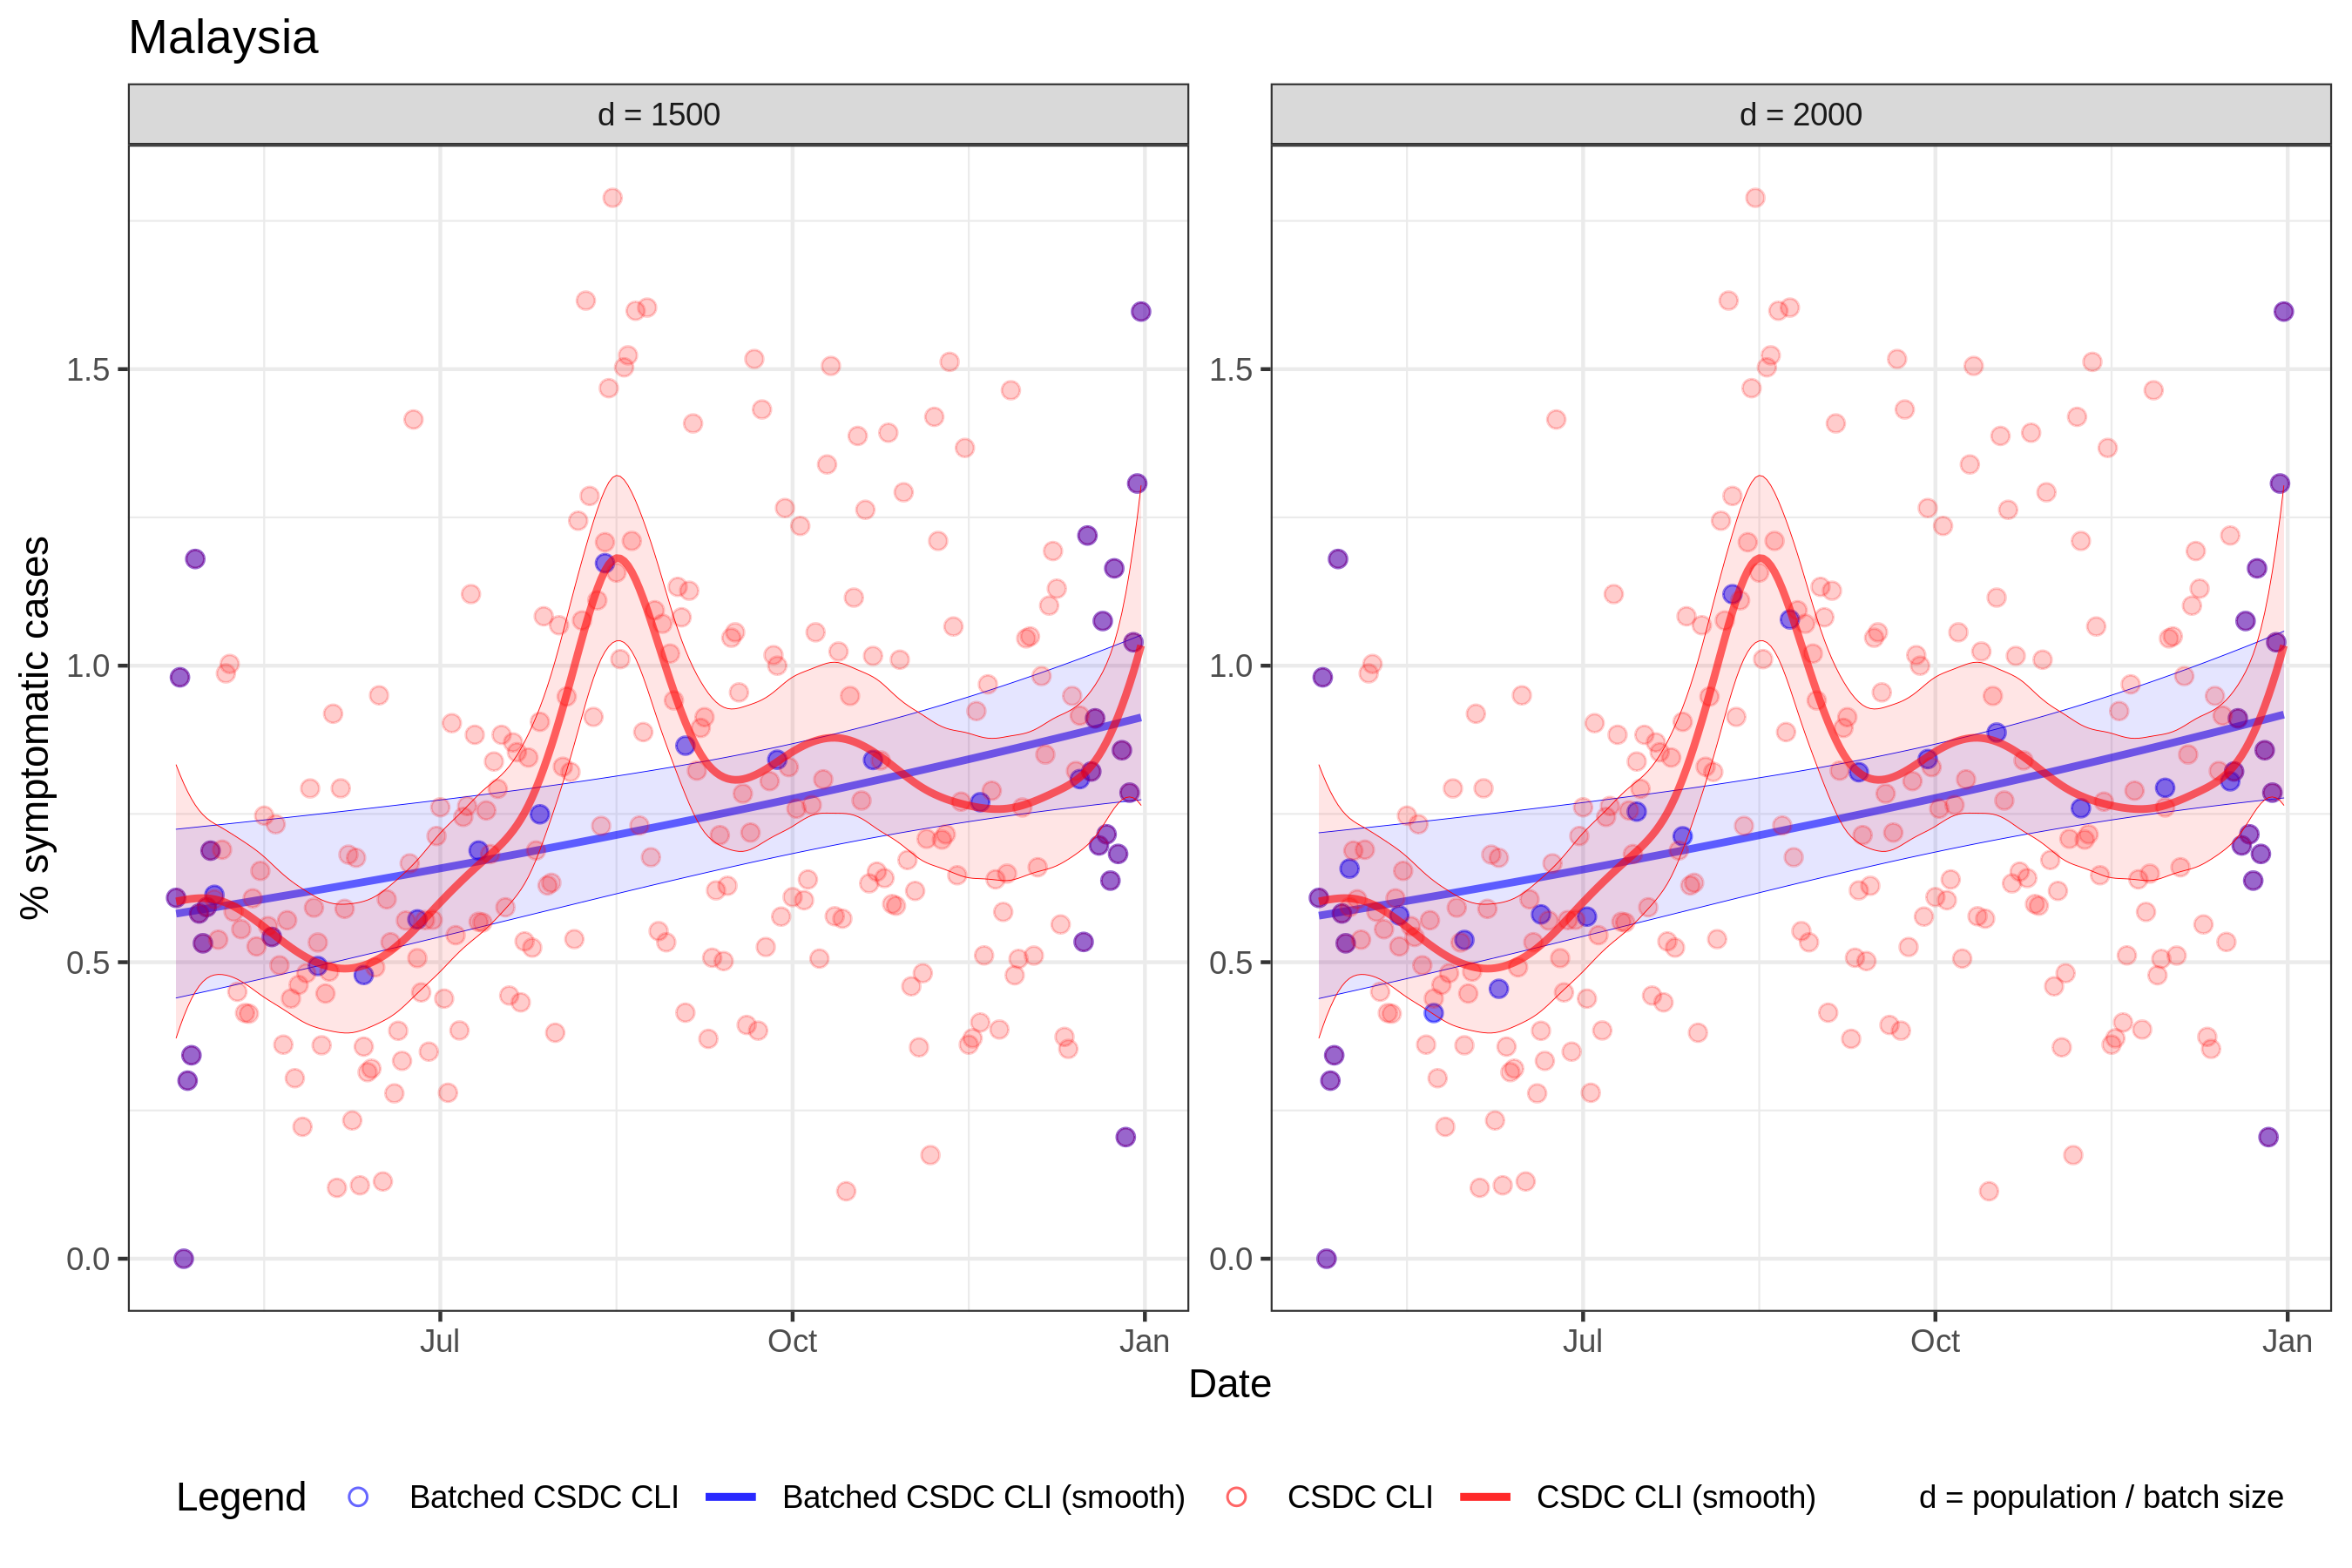 Malaysia
d = 1500
d = 2000
% symptomatic cases
1.5
1.0
0.5
0.0
1.5
1.0
0.5
0.0
Jul Oct Jan
Jul Oct Jan
Date
Legend Batched CSDC CLI Batched CSDC CLI (smooth) CSDC CLI CSDC CLI (smooth) d = population / batch size